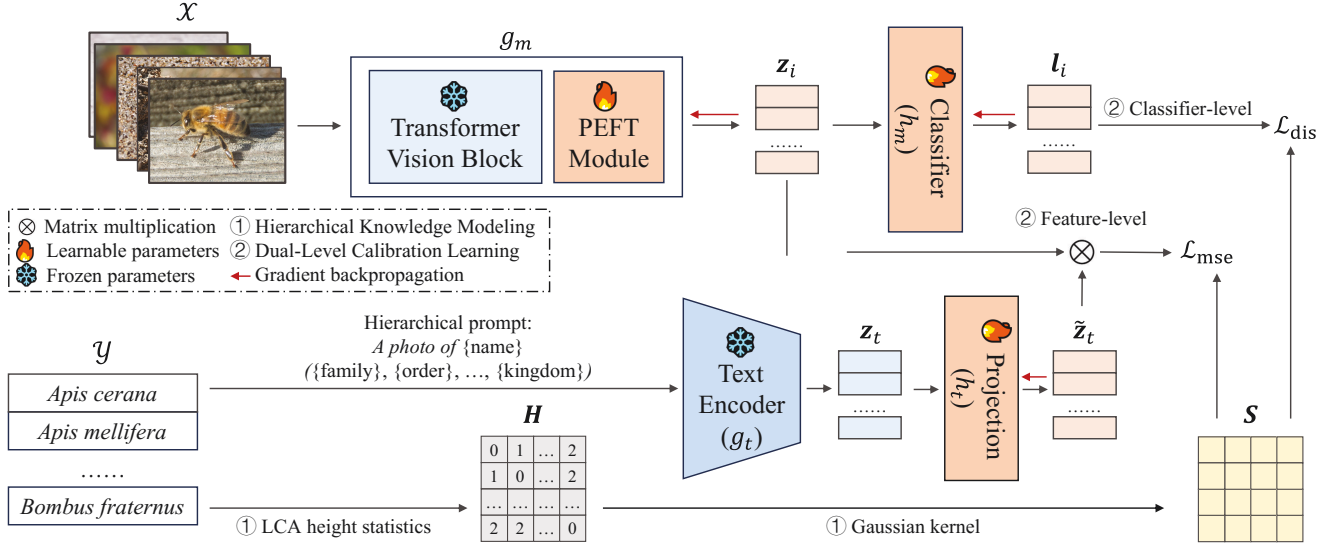 𝒳
g_m
Transformer
Vision Block
PEFT
Module
z_i
......
Classifier
(h_m)
l_i
......
② Classifier-level
ℒ_dis
⊗ Matrix multiplication ① Hierarchical Knowledge Modeling
Learnable parameters ② Dual-Level Calibration Learning
Frozen parameters ← Gradient backpropagation
② Feature-level
⊗
ℒ_mse
𝒴
Apis cerana
Apis mellifera
……
Bombus fraternus
Hierarchical prompt:
A photo of {name}
({family}, {order}, …, {kingdom})
Text
Encoder
(g_t)
z_t
......
Projection
(h_t)
z̃_t
......
① LCA height statistics
H
0 1 … 2
1 0 … 2
… … … …
2 2 … 0
① Gaussian kernel
S